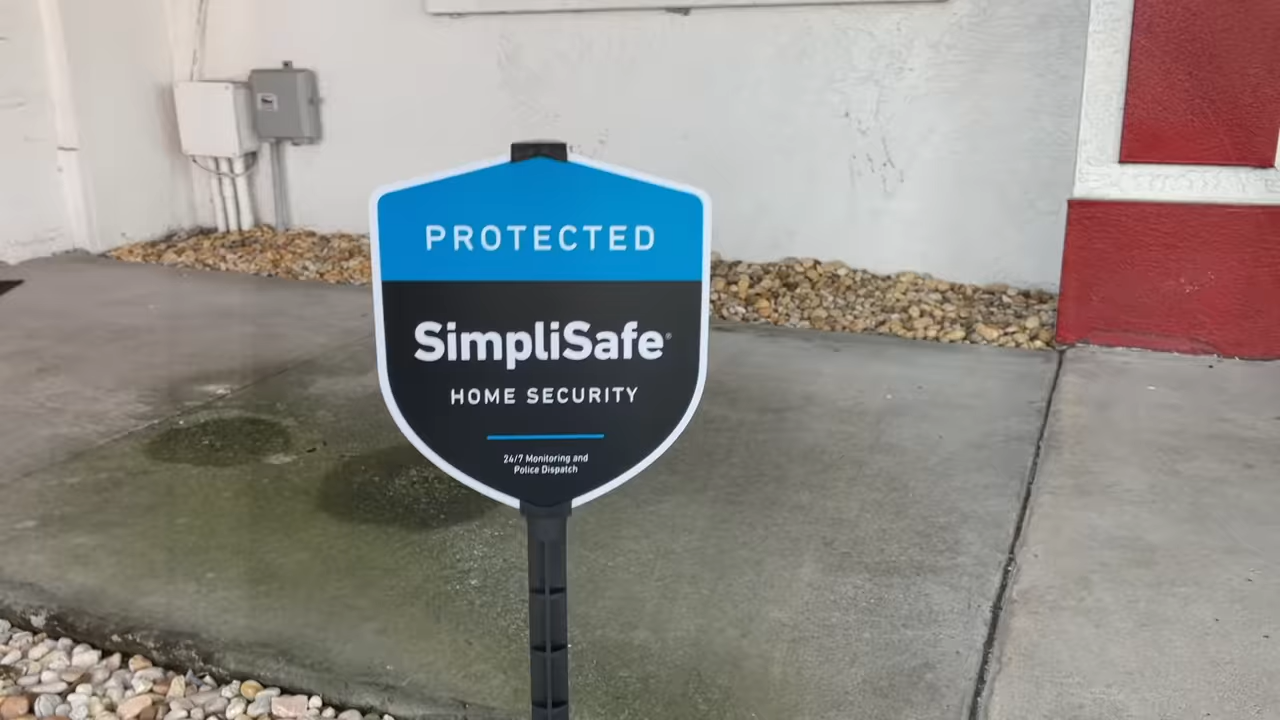 PROTECTED
SimpliSafe®
HOME SECURITY
24/7 Monitoring and
Police Dispatch